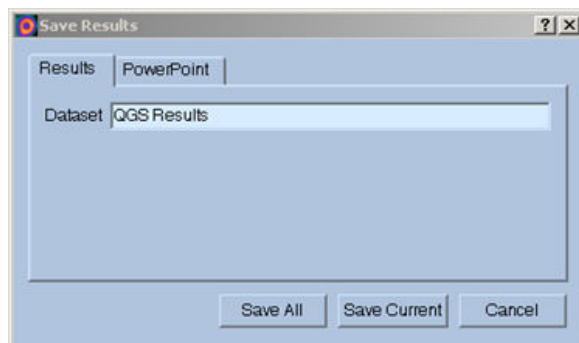 Save Results
Results PowerPoint
Dataset QGS Results
Save All Save Current Cancel